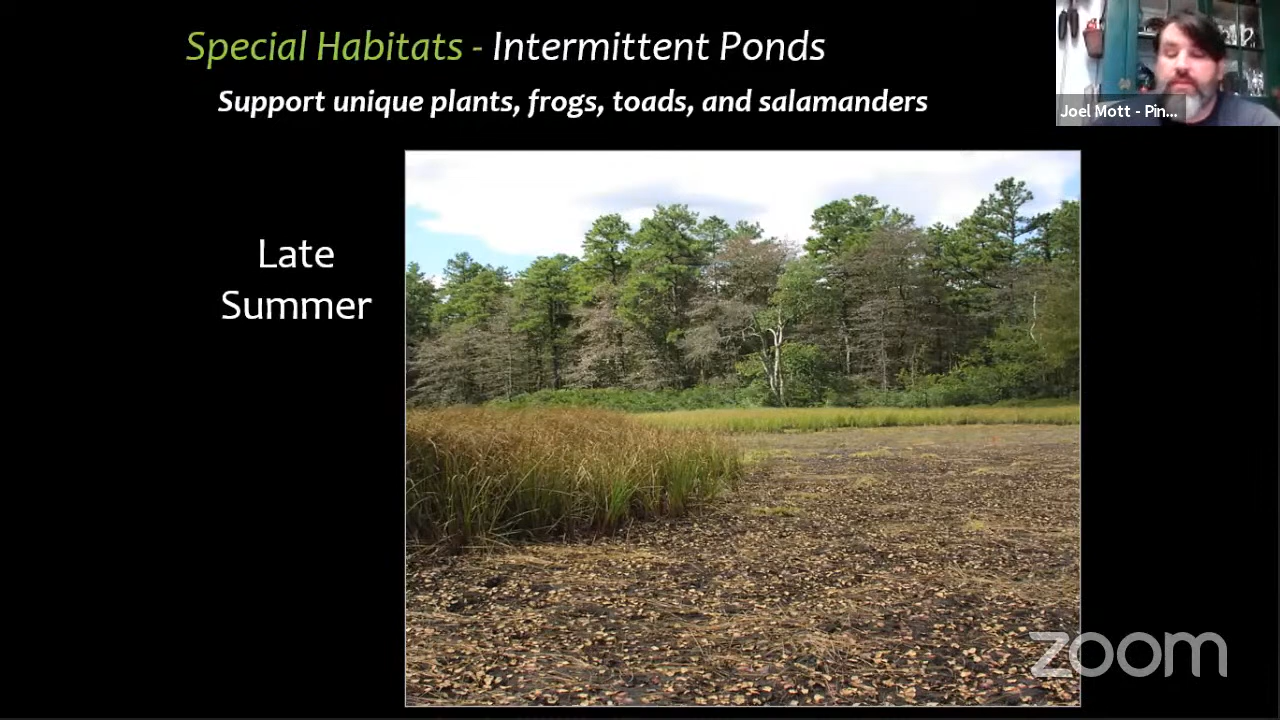 Special Habitats - Intermittent Ponds
Support unique plants, frogs, toads, and salamanders
Joel Mott - Pin...
Late
Summer
zoom